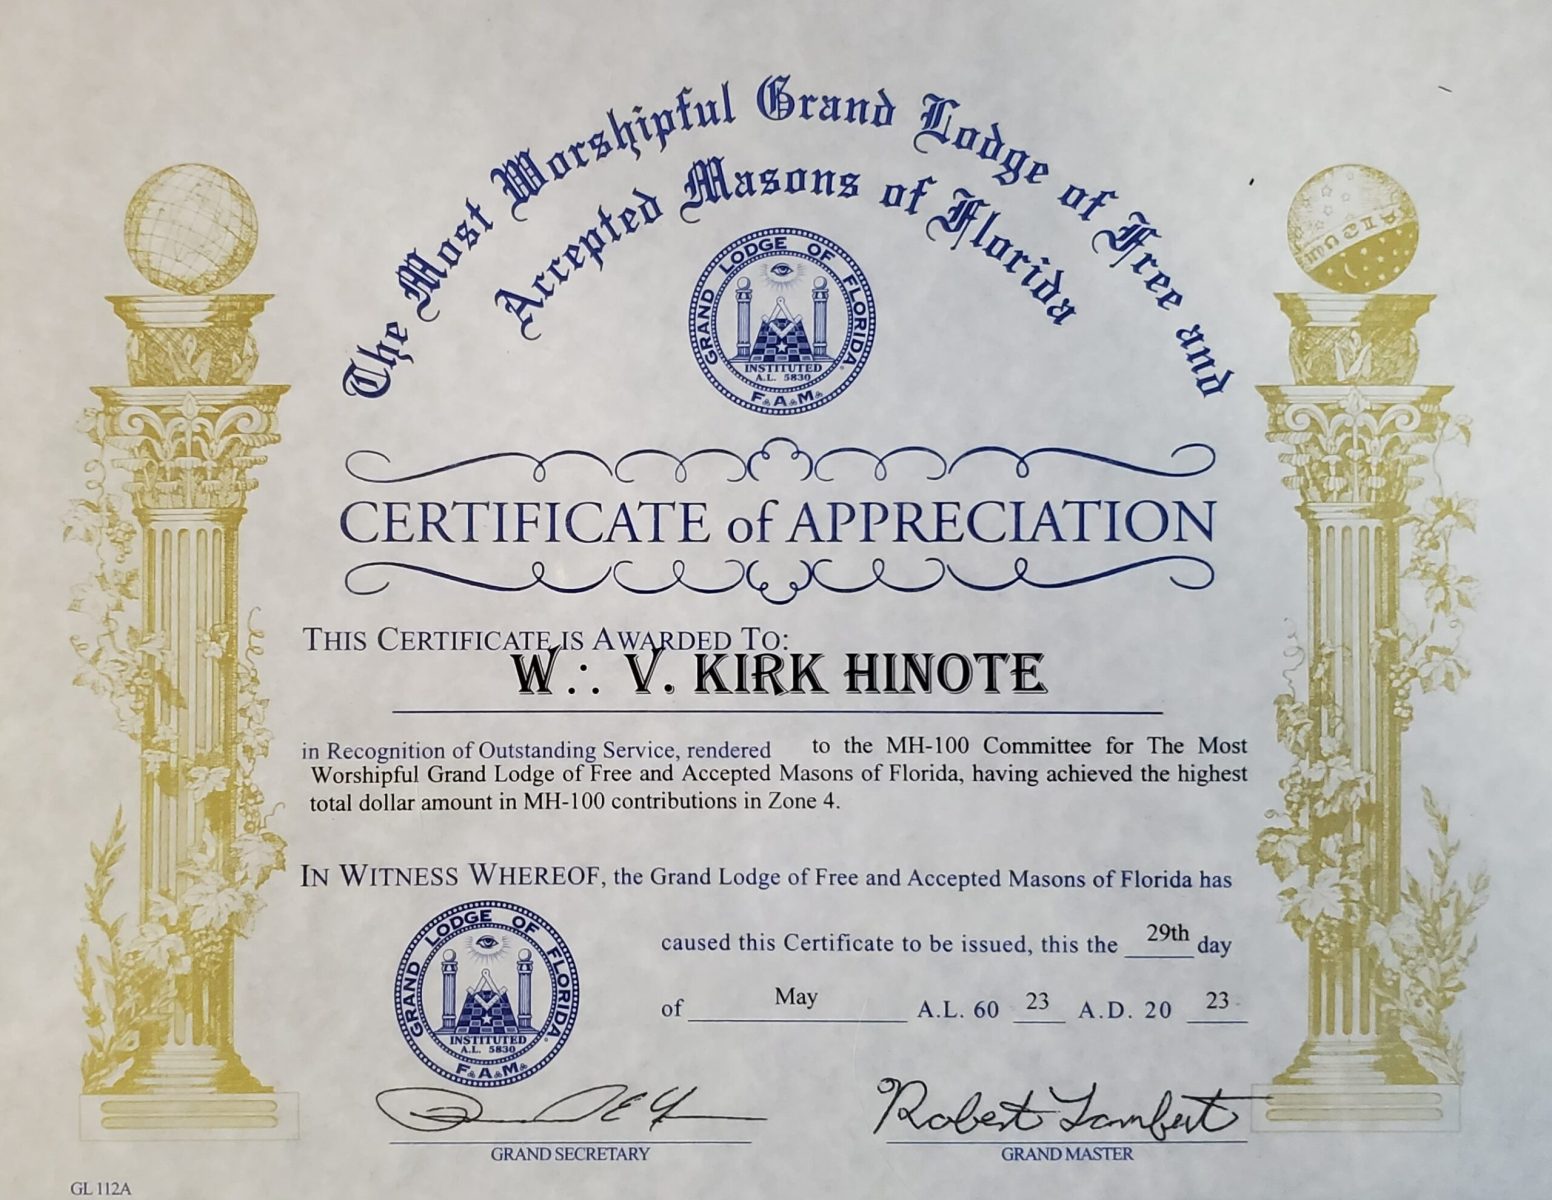 The Most Worshipful Grand Lodge of Free and
Accepted Masons of Florida
GRAND LODGE OF FLORIDA
INSTITUTED
A.L. 5830
F.&A.M.
CERTIFICATE of APPRECIATION
THIS CERTIFICATE IS AWARDED TO:
W∴ V. KIRK HINOTE
in Recognition of Outstanding Service, rendered to the MH-100 Committee for The Most
Worshipful Grand Lodge of Free and Accepted Masons of Florida, having achieved the highest
total dollar amount in MH-100 contributions in Zone 4.
IN WITNESS WHEREOF, the Grand Lodge of Free and Accepted Masons of Florida has
caused this Certificate to be issued, this the 29th day
of May A.L. 60 23 A.D. 20 23
GRAND LODGE OF FLORIDA
INSTITUTED
A.L. 5830
F.&A.M.
Robert Lambert
GRAND SECRETARY
GRAND MASTER
GL 112A